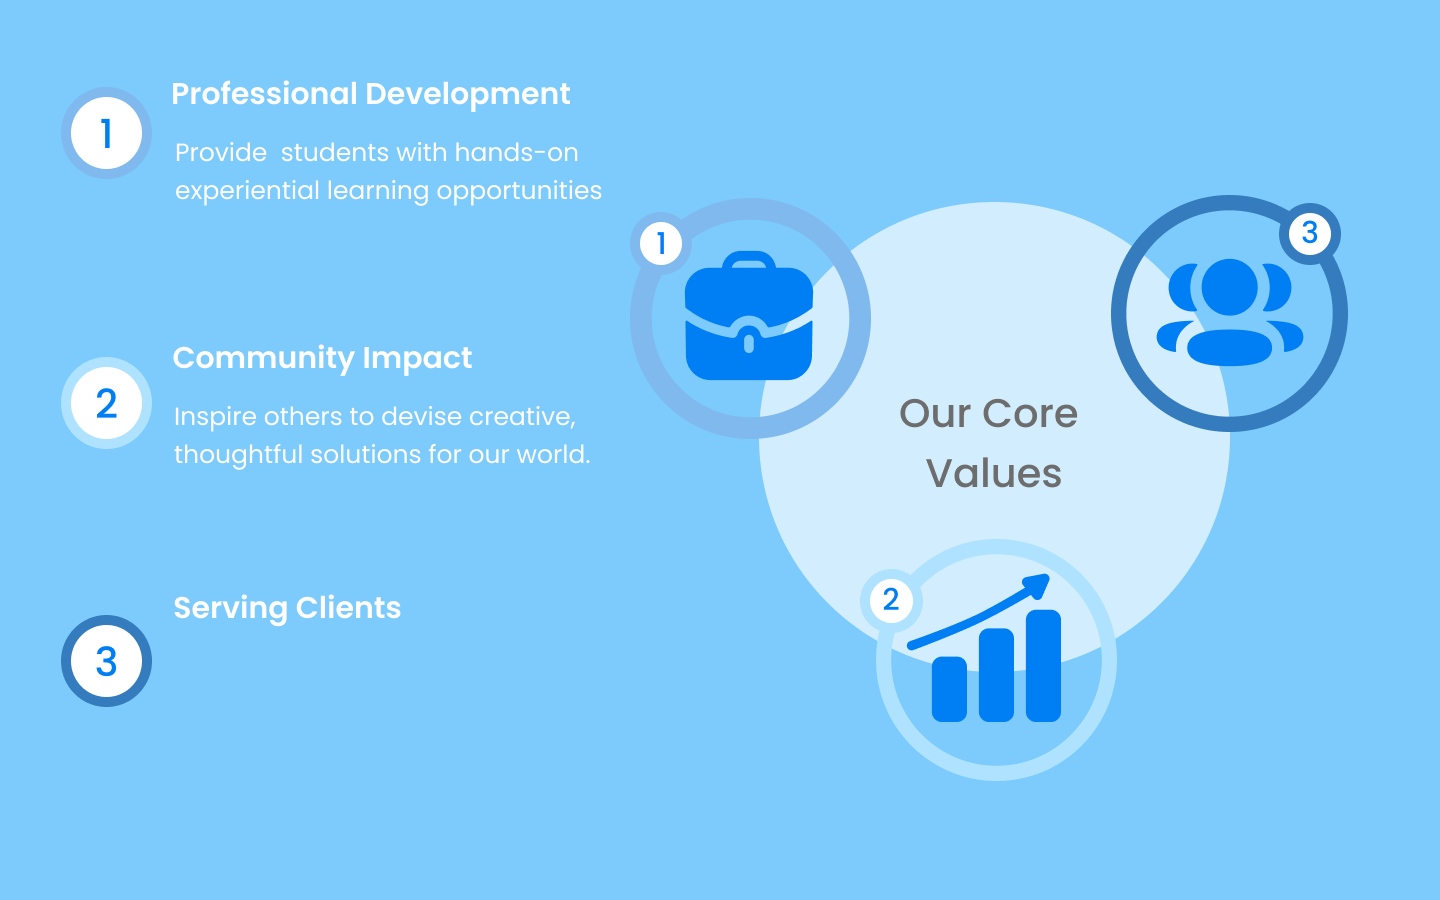 1
Professional Development
Provide  students with hands-on
experiential learning opportunities
2
Community Impact
Inspire others to devise creative,
thoughtful solutions for our world.
3
Serving Clients
1
3
Our Core
Values
2